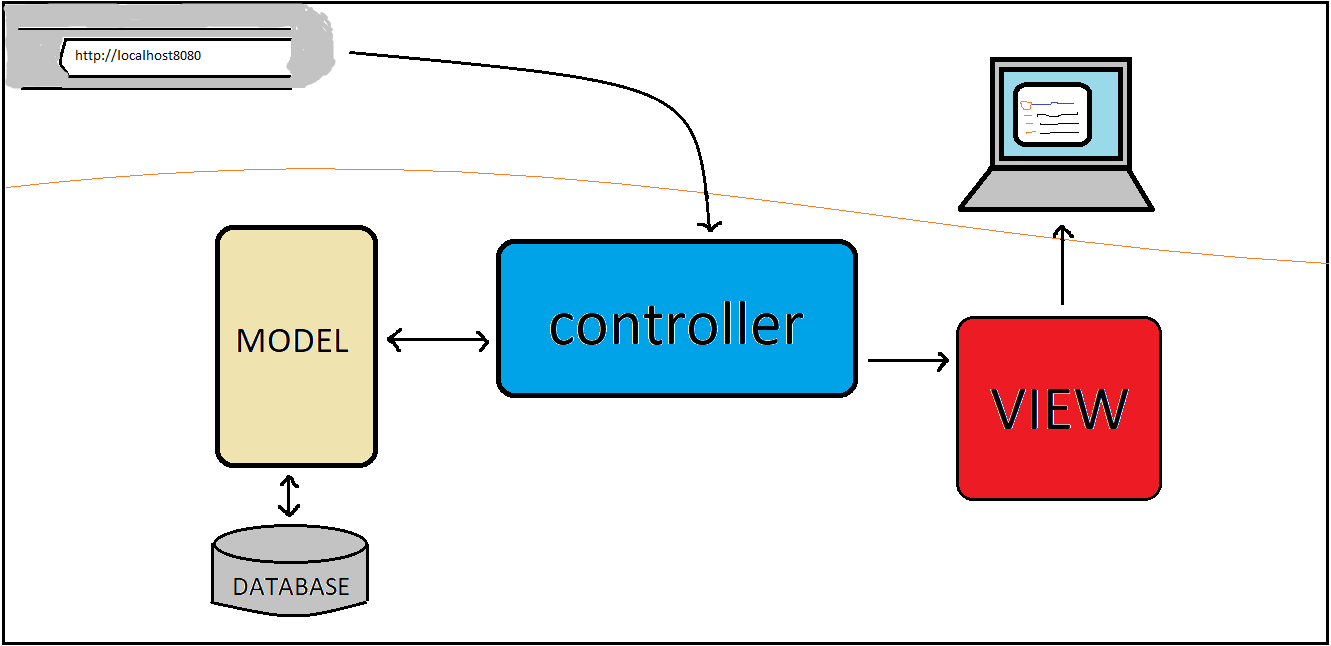 http://localhost8080
MODEL
controller
VIEW
DATABASE